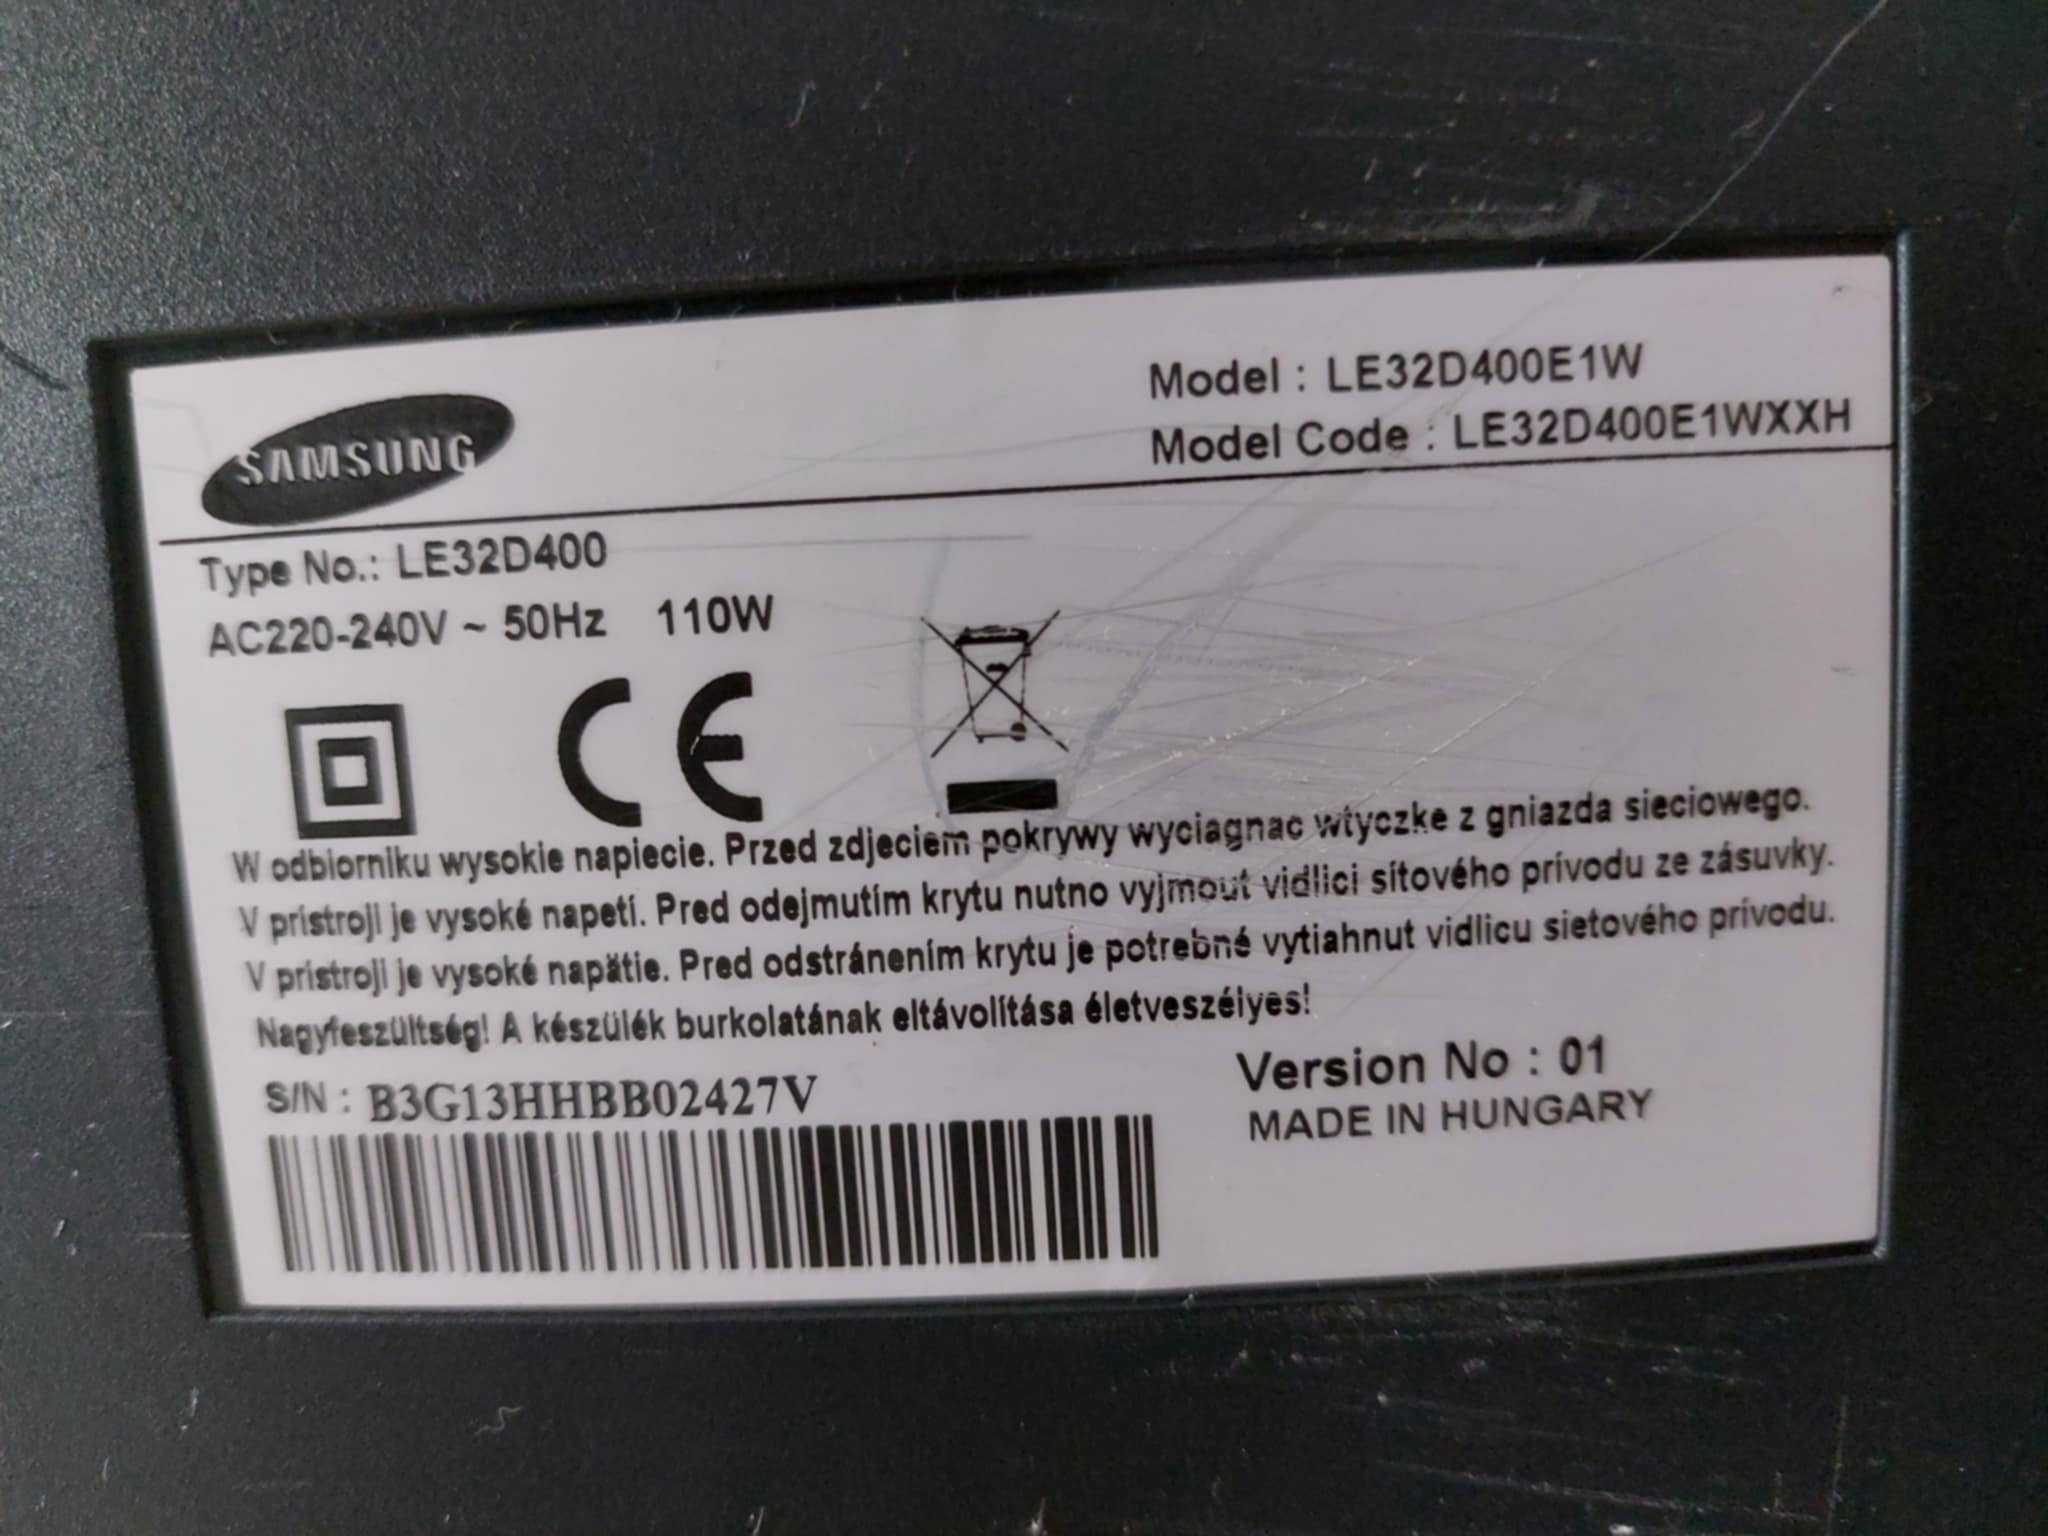 SAMSUNG
Model : LE32D400E1W
Model Code : LE32D400E1WXXH
Type No.: LE32D400
AC220-240V ~ 50Hz 110W
CE
W odbiorniku wysokie napiecie. Przed zdjeciem pokrywy wyciagnac wtyczke z gniazda sieciowego.
V prístroji je vysoké napetí. Pred odejmutím krytu nutno vyjmout vidlici sítového prívodu ze zásuvky.
V prístroji je vysoké napätie. Pred odstránením krytu je potrebné vytiahnut vidlicu sietového prívodu.
Nagyfeszültség! A készülék burkolatának eltávolítása életveszélyes!
S/N : B3G13HHBB02427V
Version No : 01
MADE IN HUNGARY